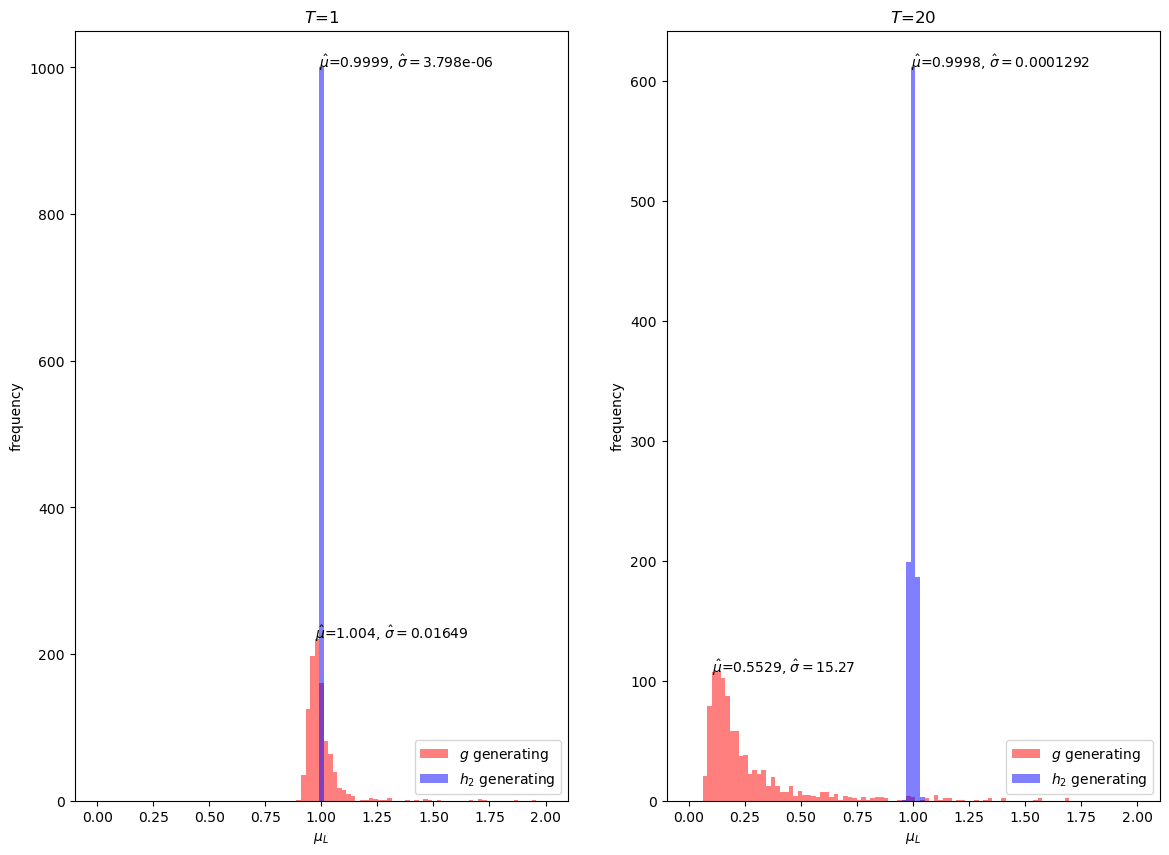 T=1
1000
800
600
400
200
0
frequency
μ̂=0.9999, σ̂ = 3.798e-06
μ̂=1.004, σ̂ = 0.01649
g generating
h₂ generating
0.00 0.25 0.50 0.75 1.00 1.25 1.50 1.75 2.00
μ_L
T=20
600
500
400
300
200
100
0
frequency
μ̂=0.9998, σ̂ = 0.0001292
μ̂=0.5529, σ̂ = 15.27
g generating
h₂ generating
0.00 0.25 0.50 0.75 1.00 1.25 1.50 1.75 2.00
μ_L